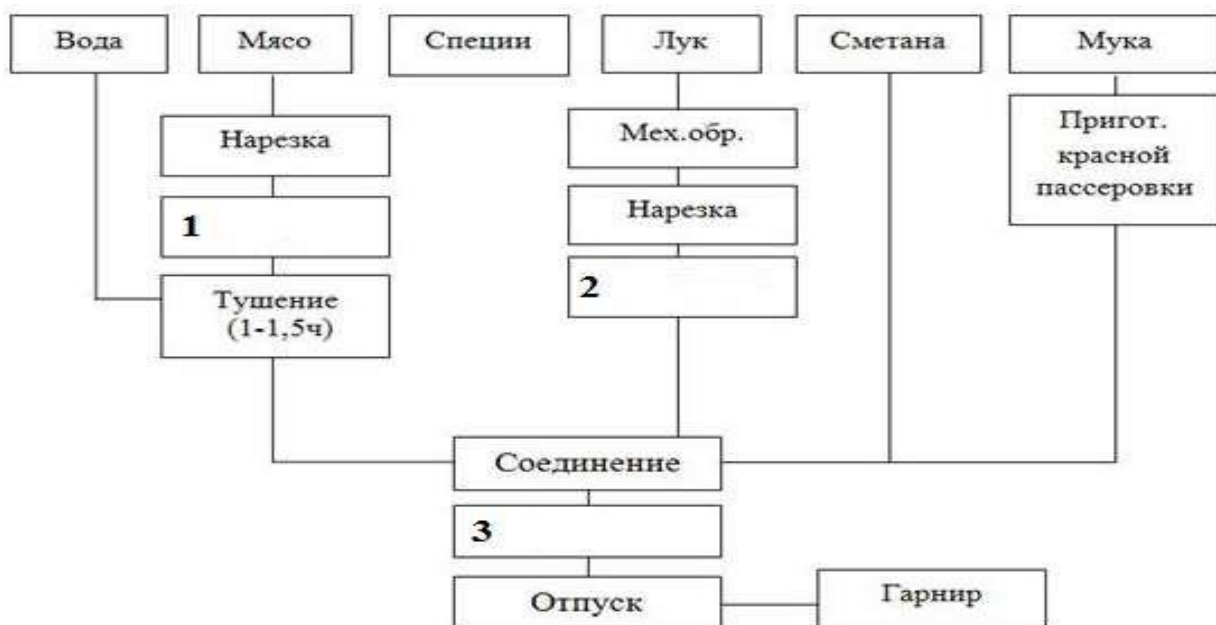 Вода
Мясо
Специи
Лук
Сметана
Мука
Нарезка
Мех.обр.
Пригот.
красной
пассеровки
1
Нарезка
Тушение
(1-1,5ч)
2
Соединение
3
Отпуск
Гарнир